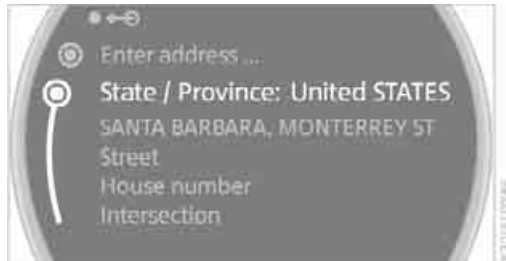 Enter address ...
State / Province: United STATES
SANTA BARBARA, MONTERREY ST
Street
House number
Intersection